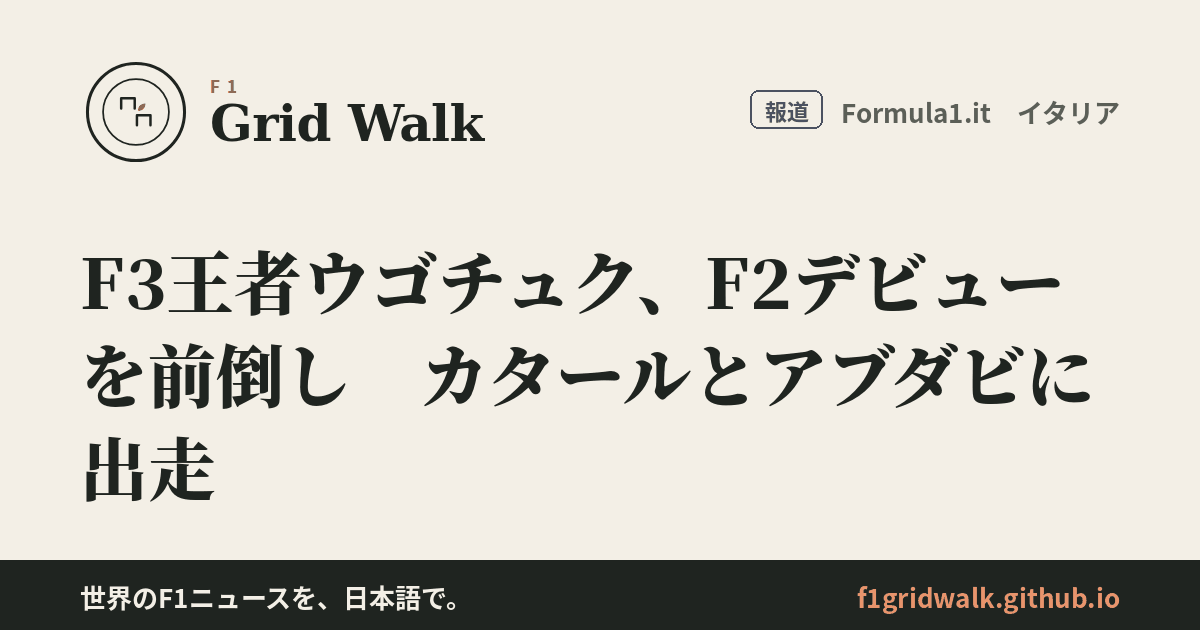 F1
Grid Walk
報道 Formula1.it イタリア
F3王者ウゴチュク、F2デビュー
を前倒し　カタールとアブダビに
出走
世界のF1ニュースを、日本語で。
f1gridwalk.github.io